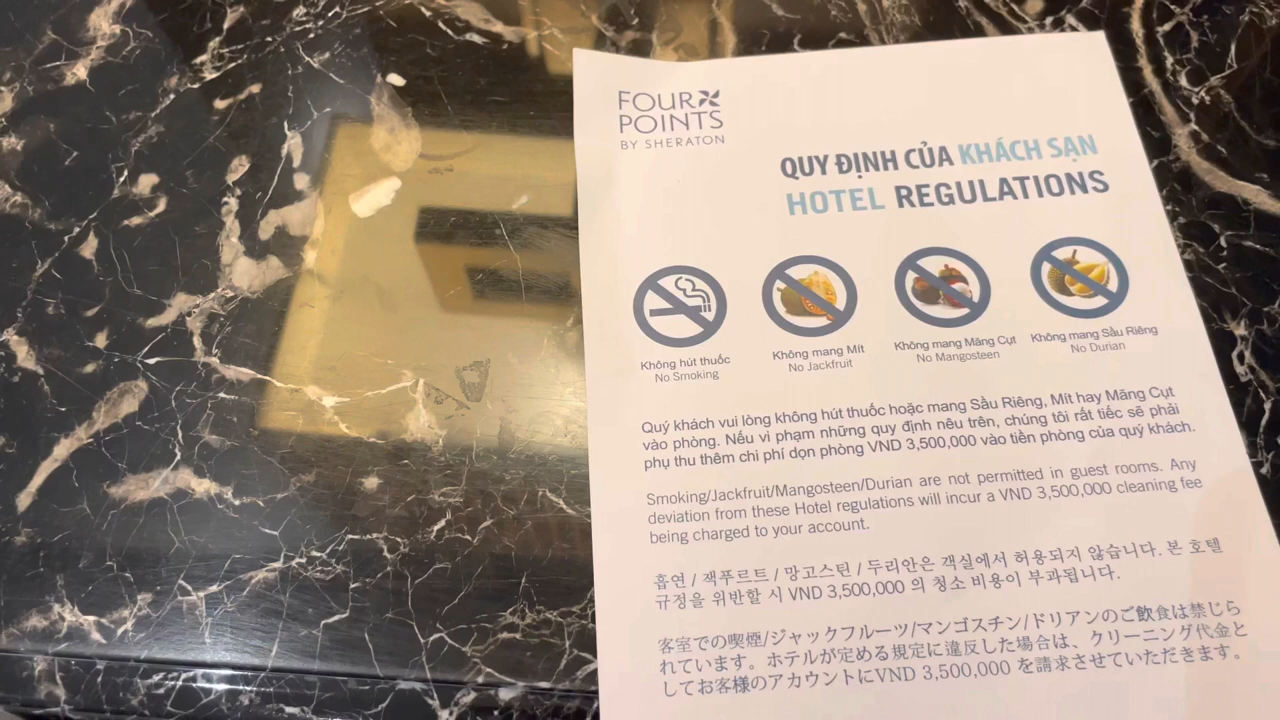 FOUR
POINTS
BY SHERATON
QUY ĐỊNH CỦA KHÁCH SẠN
HOTEL REGULATIONS
Không hút thuốc
No Smoking
Không mang Mít
No Jackfruit
Không mang Măng Cụt
No Mangosteen
Không mang Sầu Riêng
No Durian
Quý khách vui lòng không hút thuốc hoặc mang Sầu Riêng, Mít hay Măng Cụt
vào phòng. Nếu vi phạm những quy định nêu trên, chúng tôi rất tiếc sẽ phải
phụ thu thêm chi phí dọn phòng VND 3,500,000 vào tiền phòng của quý khách.
Smoking/Jackfruit/Mangosteen/Durian are not permitted in guest rooms. Any
deviation from these Hotel regulations will incur a VND 3,500,000 cleaning fee
being charged to your account.
흡연 / 잭푸르트 / 망고스틴 / 두리안은 객실에서 허용되지 않습니다. 본 호텔
규정을 위반할 시 VND 3,500,000 의 청소 비용이 부과됩니다.
客室での喫煙/ジャックフルーツ/マンゴスチン/ドリアンのご飲食は禁じら
れています。ホテルが定める規定に違反した場合は、クリーニング代金と
してお客様のアカウントにVND 3,500,000 を請求させていただきます。